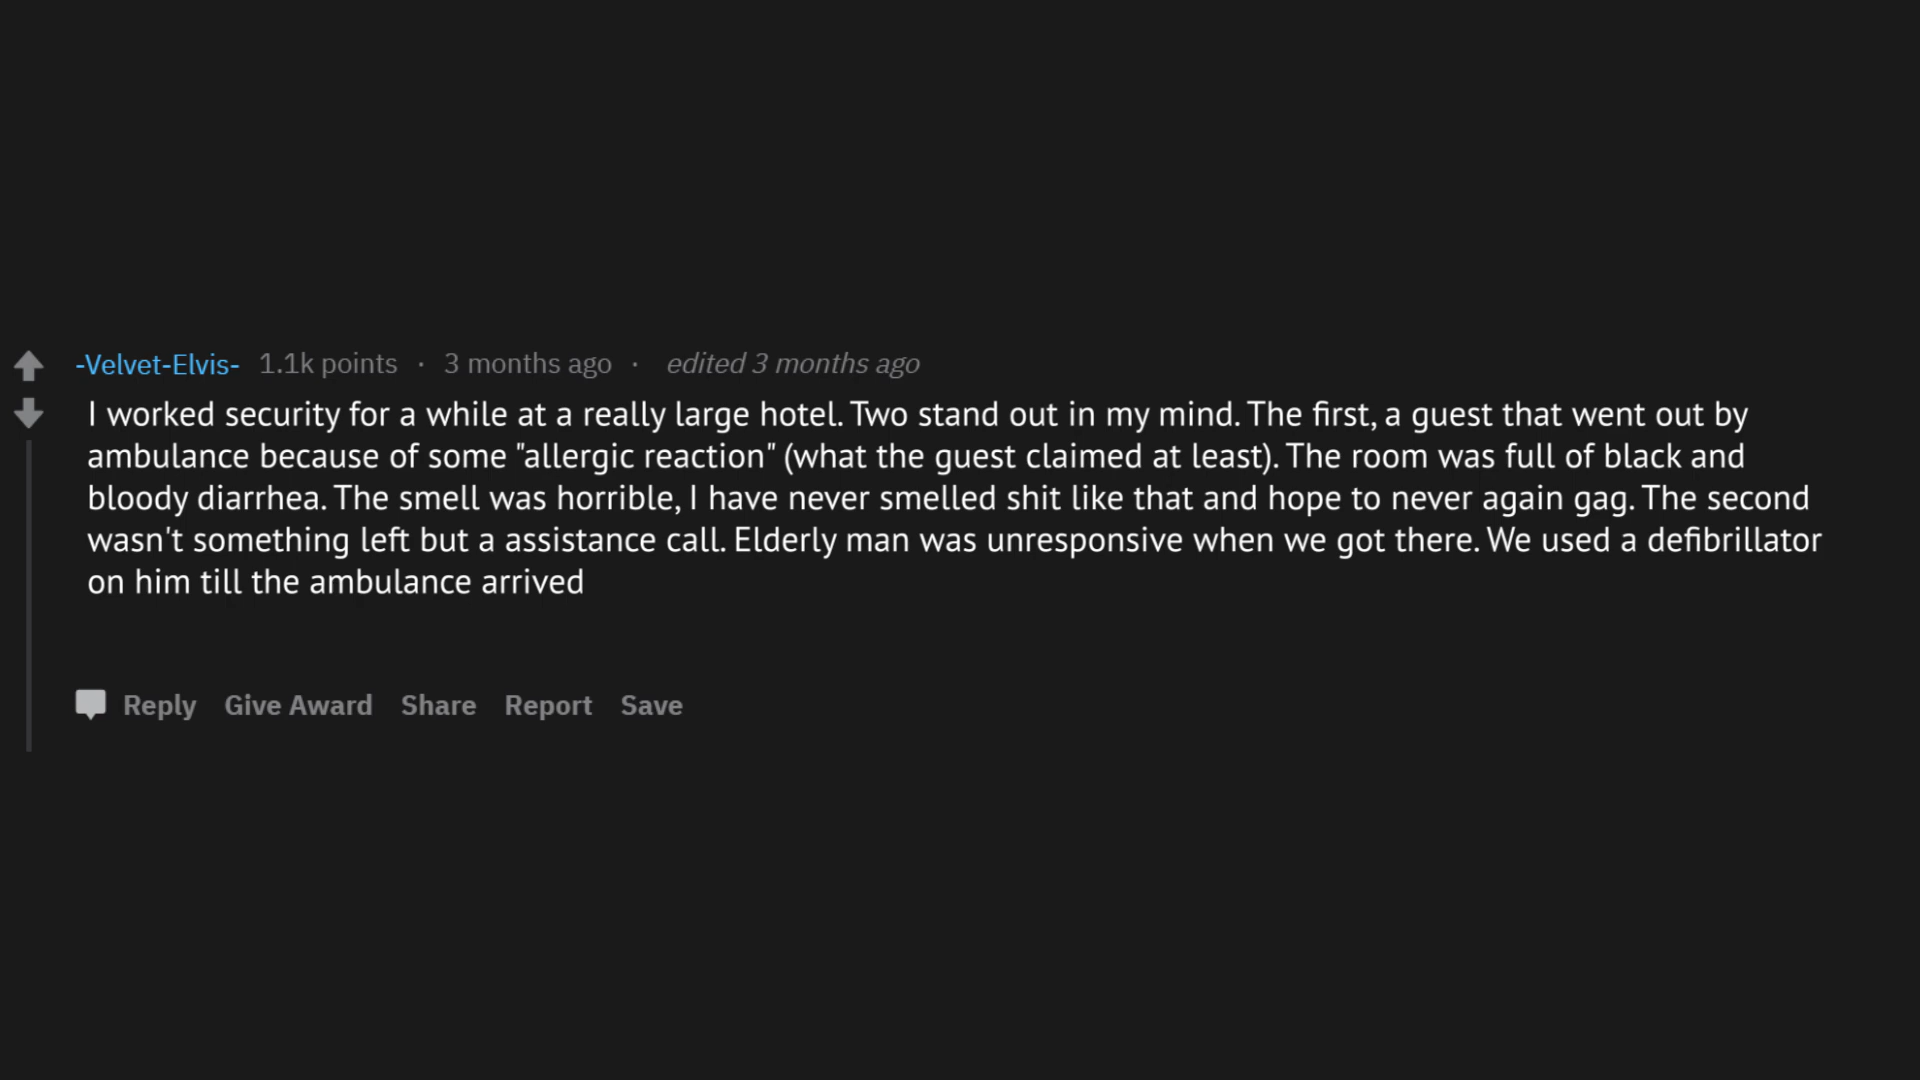 -Velvet-Elvis- 1.1k points · 3 months ago · edited 3 months ago
I worked security for a while at a really large hotel. Two stand out in my mind. The first, a guest that went out by
ambulance because of some "allergic reaction" (what the guest claimed at least). The room was full of black and
bloody diarrhea. The smell was horrible, I have never smelled shit like that and hope to never again gag. The second
wasn't something left but a assistance call. Elderly man was unresponsive when we got there. We used a defibrillator
on him till the ambulance arrived
Reply Give Award Share Report Save